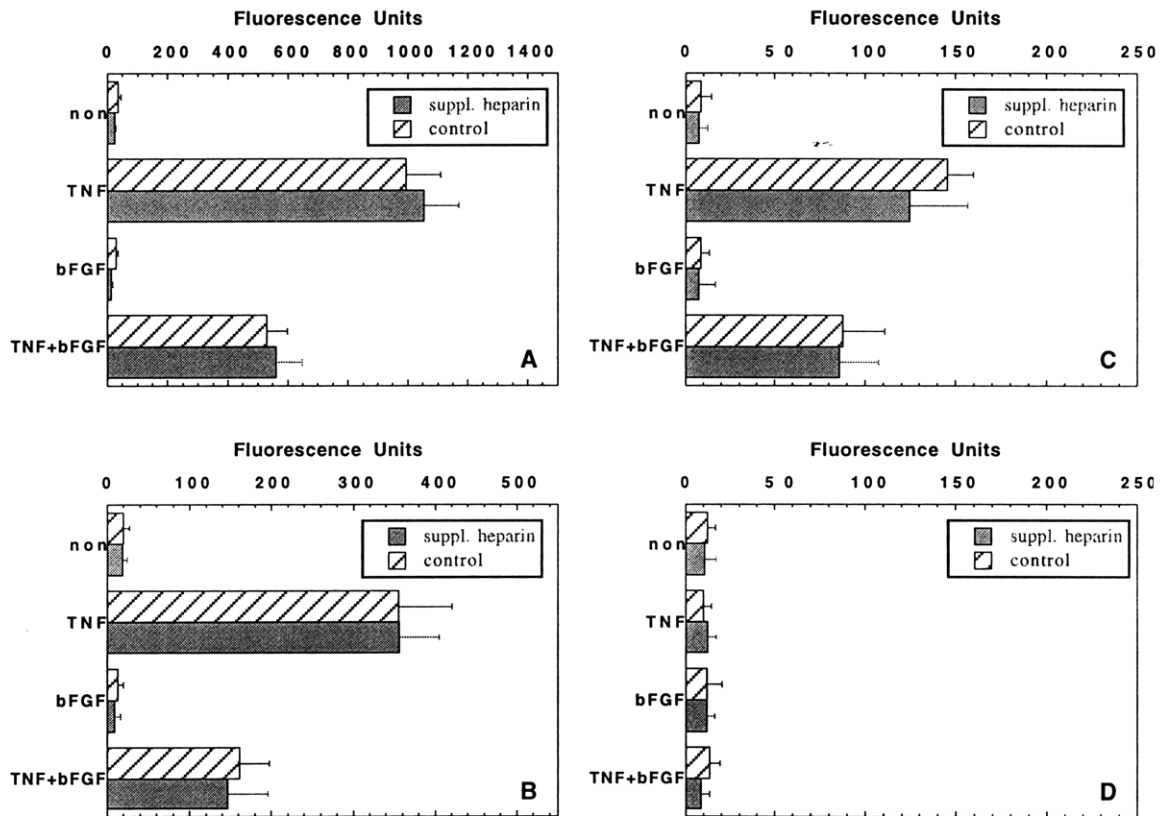 Fluorescence Units
0 200 400 600 800 1000 1200 1400
non
TNF
bFGF
TNF+bFGF
suppl. heparin
control
A
Fluorescence Units
0 50 100 150 200 250
non
TNF
bFGF
TNF+bFGF
suppl. heparin
control
C
Fluorescence Units
0 100 200 300 400 500
non
TNF
bFGF
TNF+bFGF
suppl. heparin
control
B
Fluorescence Units
0 50 100 150 200 250
non
TNF
bFGF
TNF+bFGF
suppl. heparin
control
D